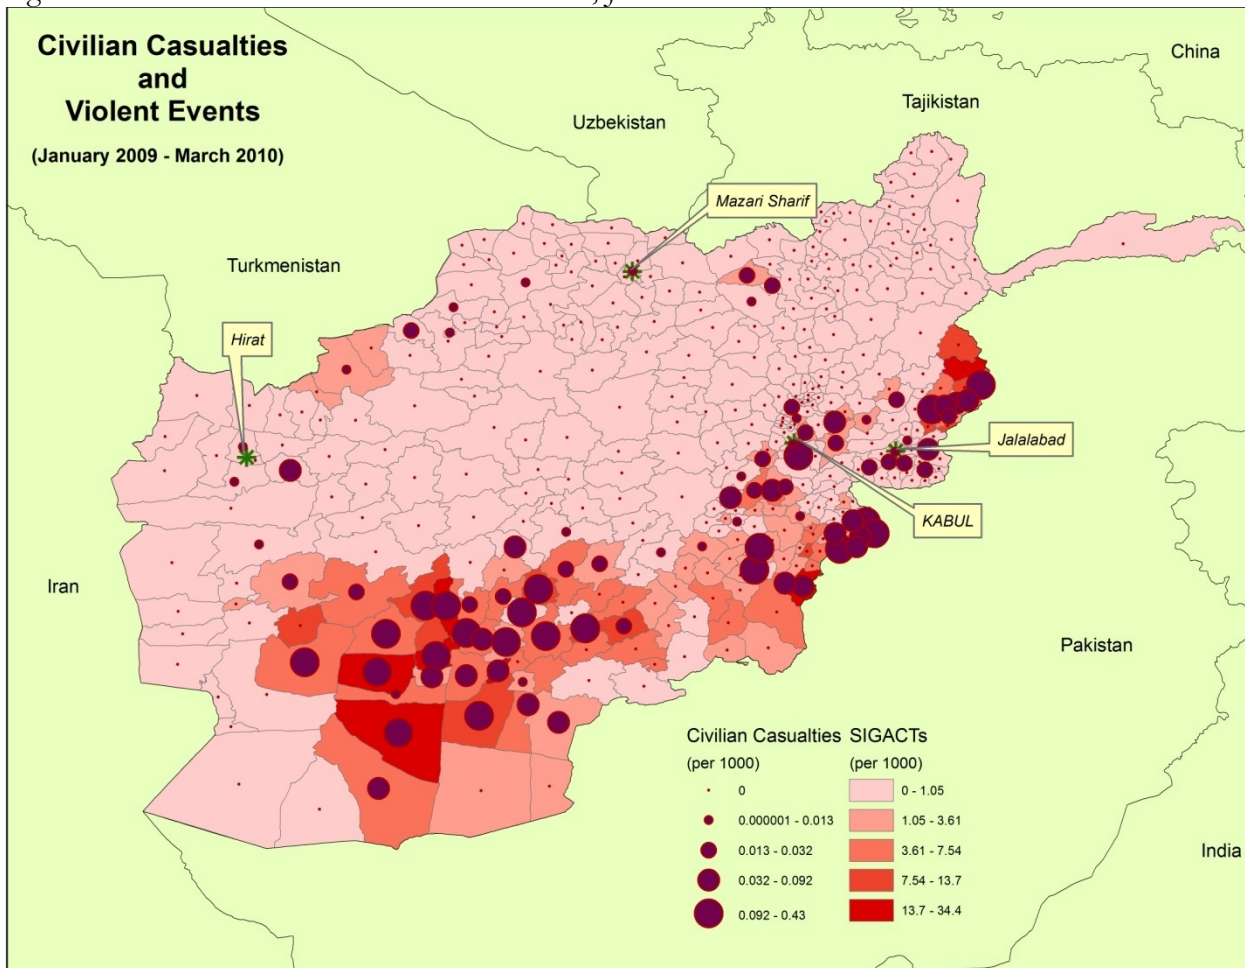 Civilian Casualties
and
Violent Events
(January 2009 - March 2010)
China
Tajikistan
Uzbekistan
Mazari Sharif
Turkmenistan
Hirat
Jalalabad
KABUL
Iran
Pakistan
India
Civilian Casualties
(per 1000)
0
0.000001 - 0.013
0.013 - 0.032
0.032 - 0.092
0.092 - 0.43
SIGACTs
(per 1000)
0 - 1.05
1.05 - 3.61
3.61 - 7.54
7.54 - 13.7
13.7 - 34.4